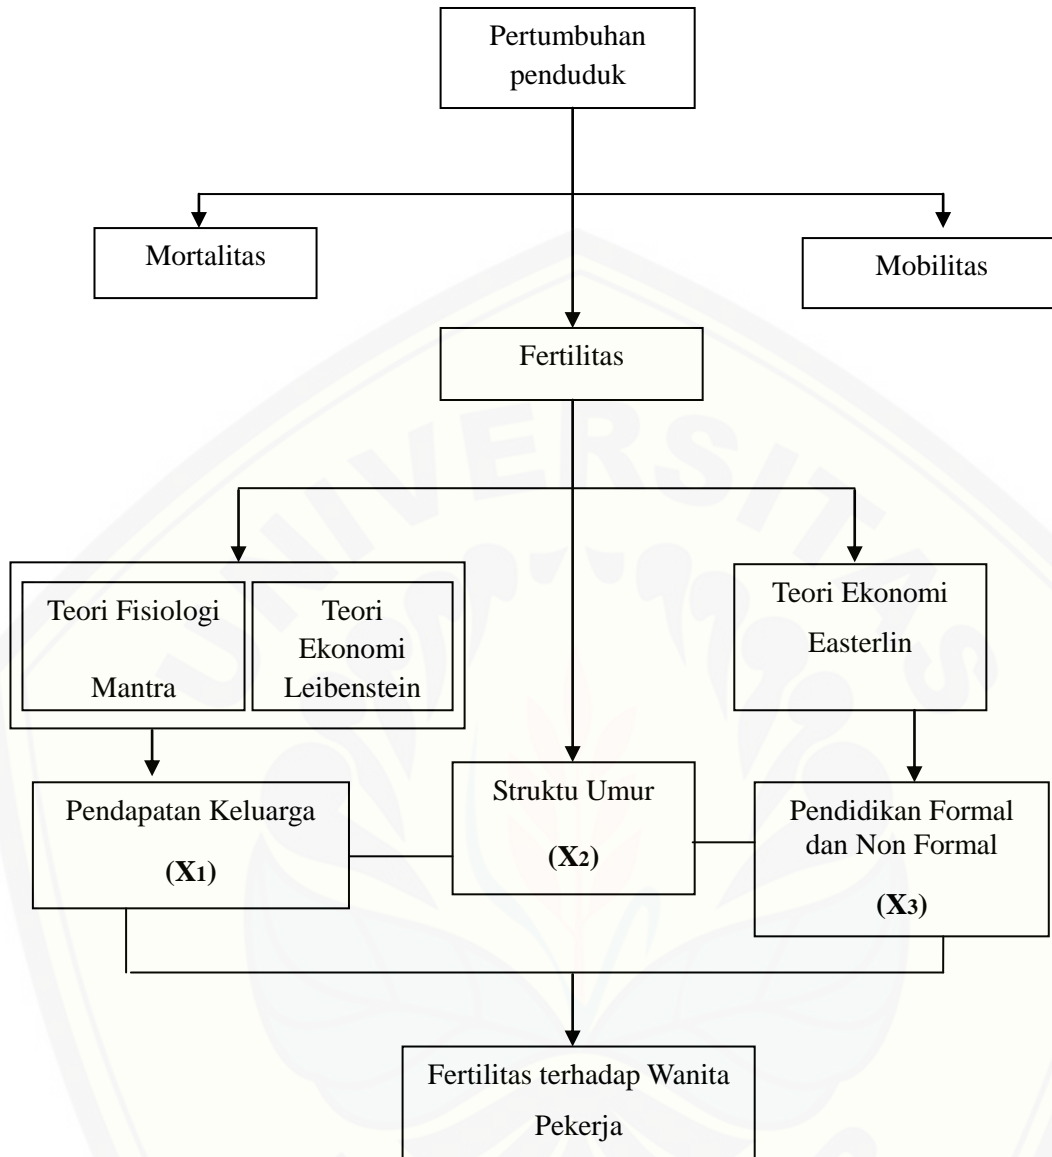 Pertumbuhan
penduduk
Mortalitas
Mobilitas
Fertilitas
UNIVERSITAS
Teori Fisiologi
Mantra
Teori
Ekonomi
Leibenstein
Teori Ekonomi
Easterlin
Pendapatan Keluarga
(X1)
Struktu Umur
(X2)
Pendidikan Formal
dan Non Formal
(X3)
Fertilitas terhadap Wanita
Pekerja